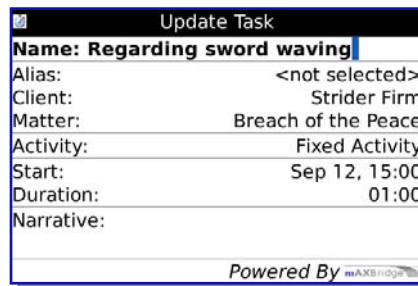 Update Task
Name: Regarding sword waving
Alias: <not selected>
Client: Strider Firm
Matter: Breach of the Peace
Activity: Fixed Activity
Start: Sep 12, 15:00
Duration: 01:00
Narrative:
Powered By mAXBridge